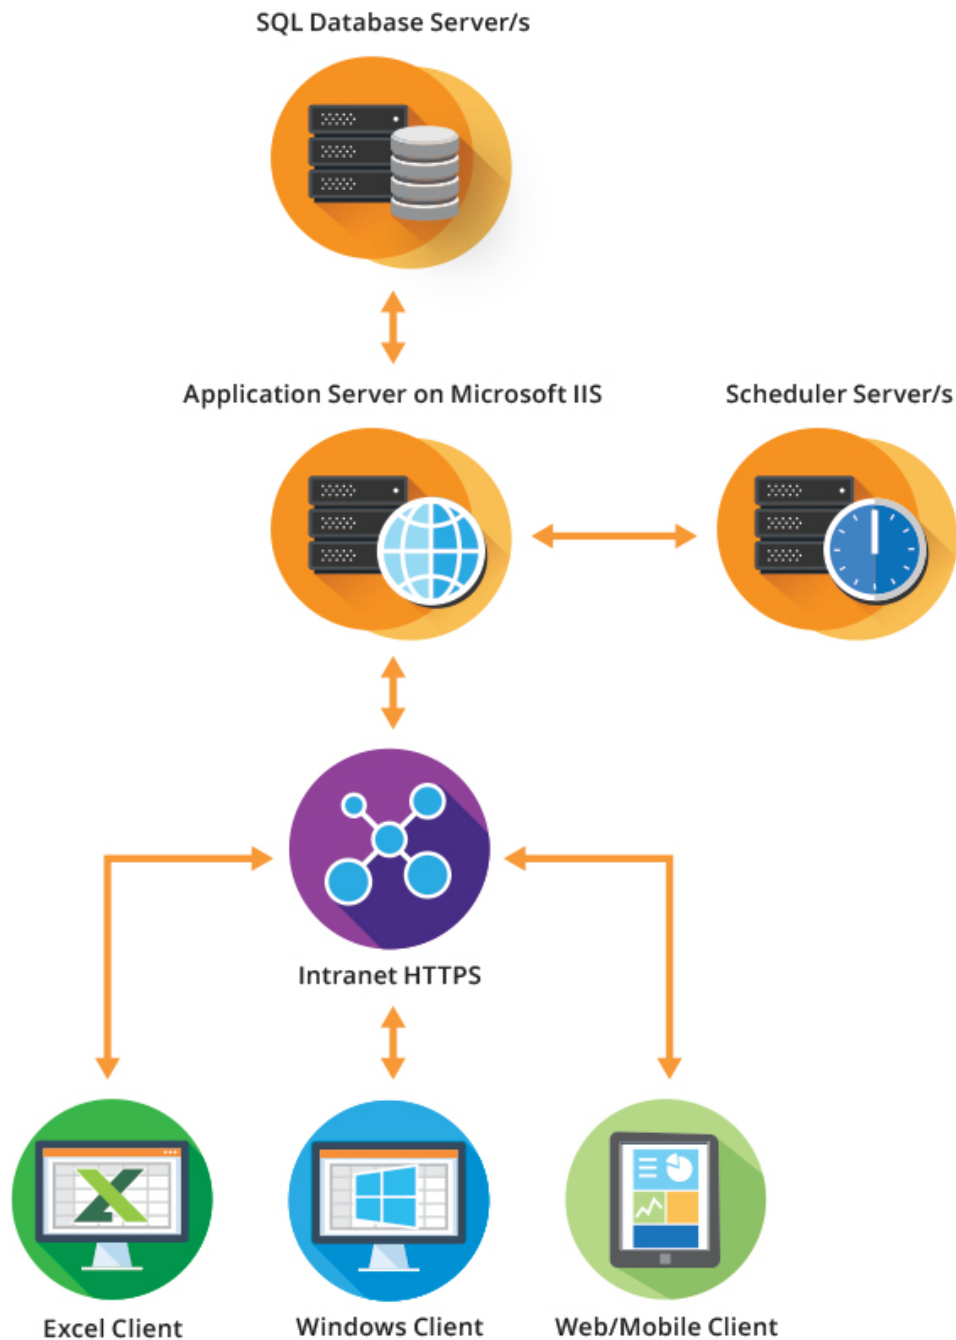 SQL Database Server/s
Application Server on Microsoft IIS
Scheduler Server/s
Intranet HTTPS
Excel Client
Windows Client
Web/Mobile Client